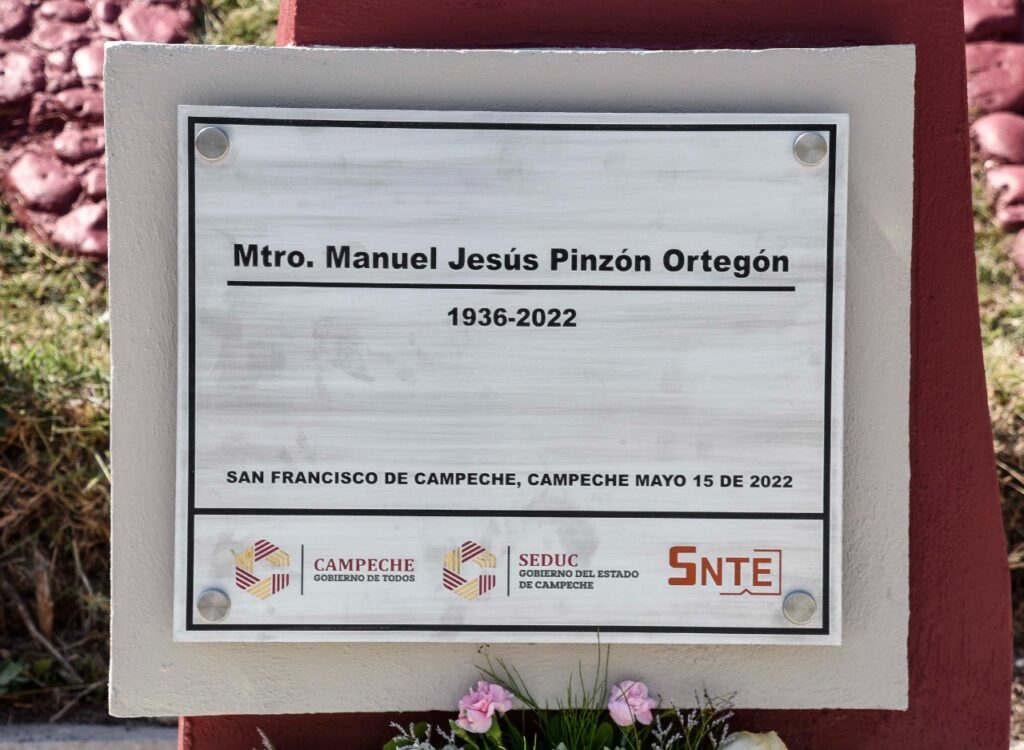 Mtro. Manuel Jesús Pinzón Ortegón
1936-2022
SAN FRANCISCO DE CAMPECHE, CAMPECHE MAYO 15 DE 2022
CAMPECHE
GOBIERNO DE TODOS
SEDUC
GOBIERNO DEL ESTADO
DE CAMPECHE
SNTE